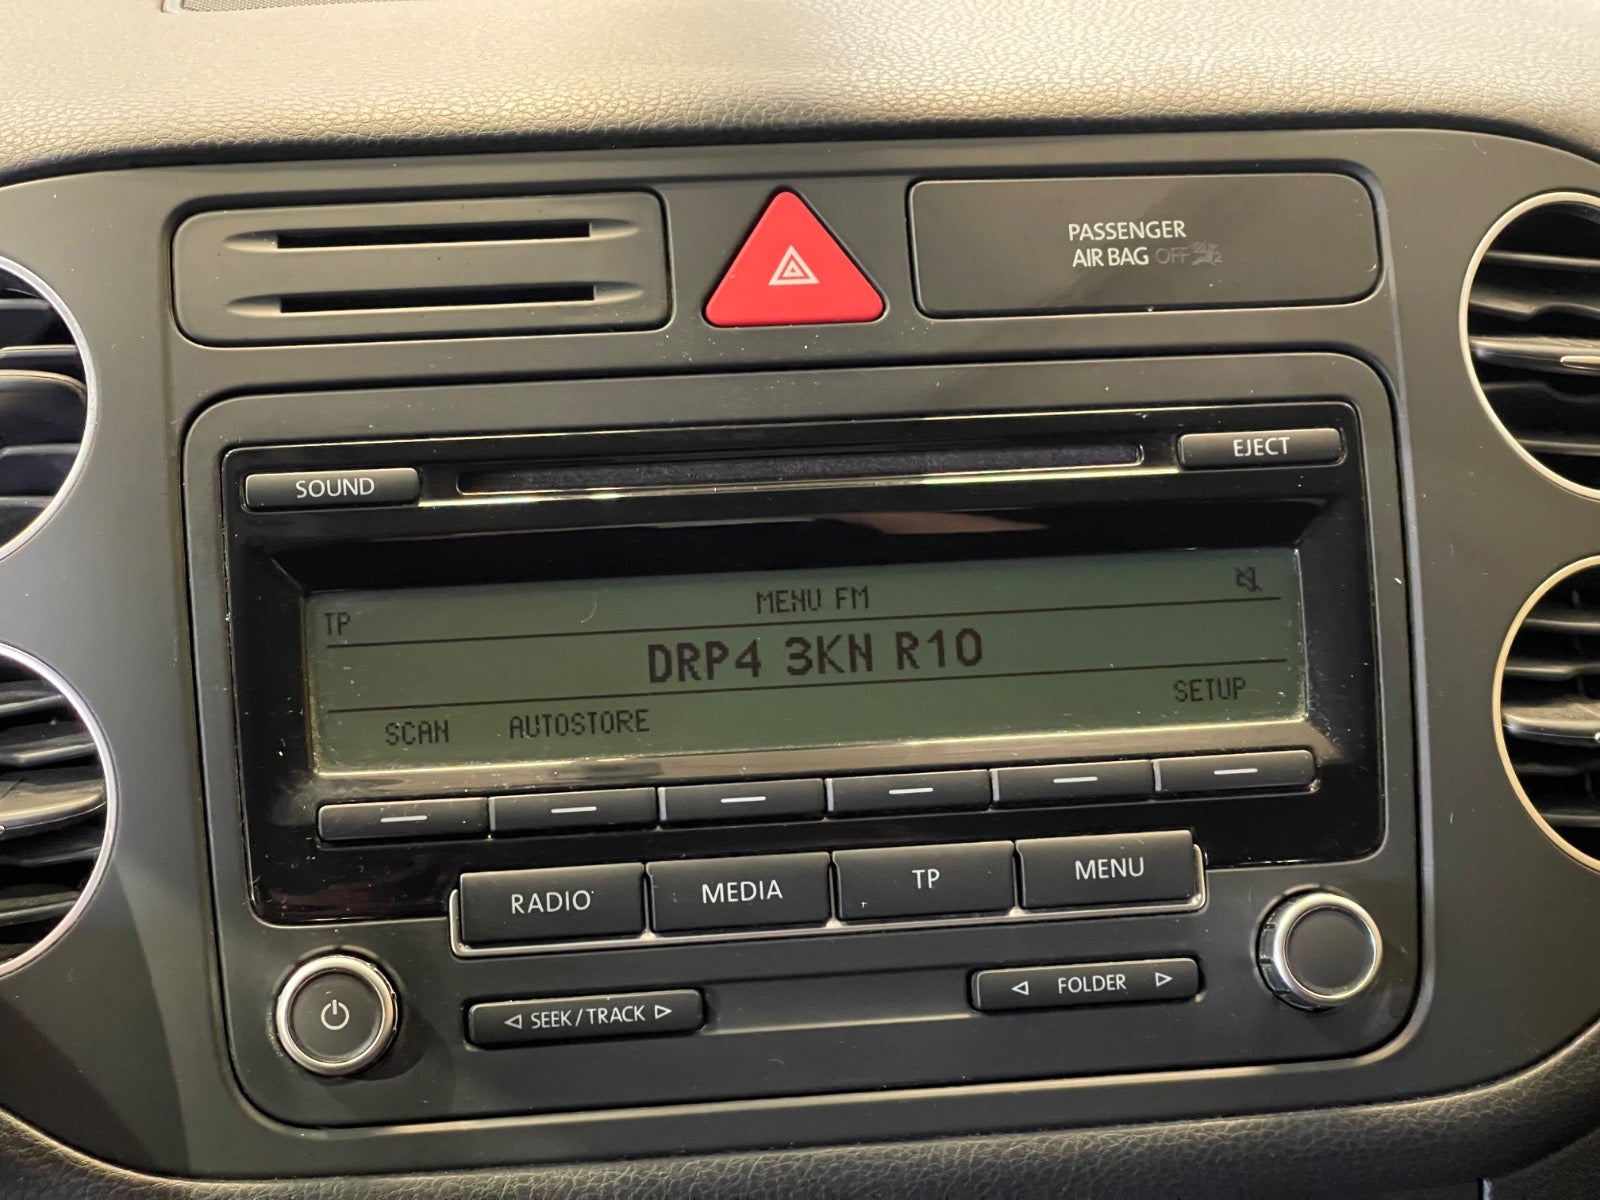 PASSENGER
AIR BAG OFF
SOUND
EJECT
TP
MENU FM
DRP4 3KN R10
SCAN AUTOSTORE SETUP
RADIO MEDIA TP MENU
SEEK / TRACK
FOLDER